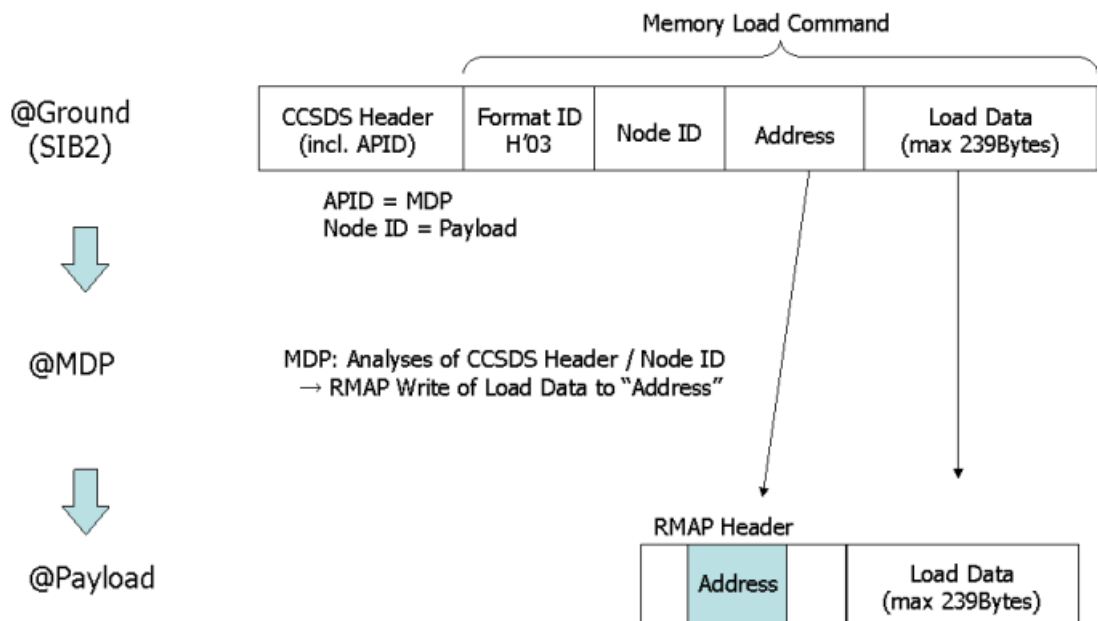 Memory Load Command
@Ground
(SIB2)
CCSDS Header
(incl. APID)
Format ID
H'03
Node ID
Address
Load Data
(max 239Bytes)
APID = MDP
Node ID = Payload
@MDP
MDP: Analyses of CCSDS Header / Node ID
→ RMAP Write of Load Data to “Address”
RMAP Header
@Payload
Address
Load Data
(max 239Bytes)